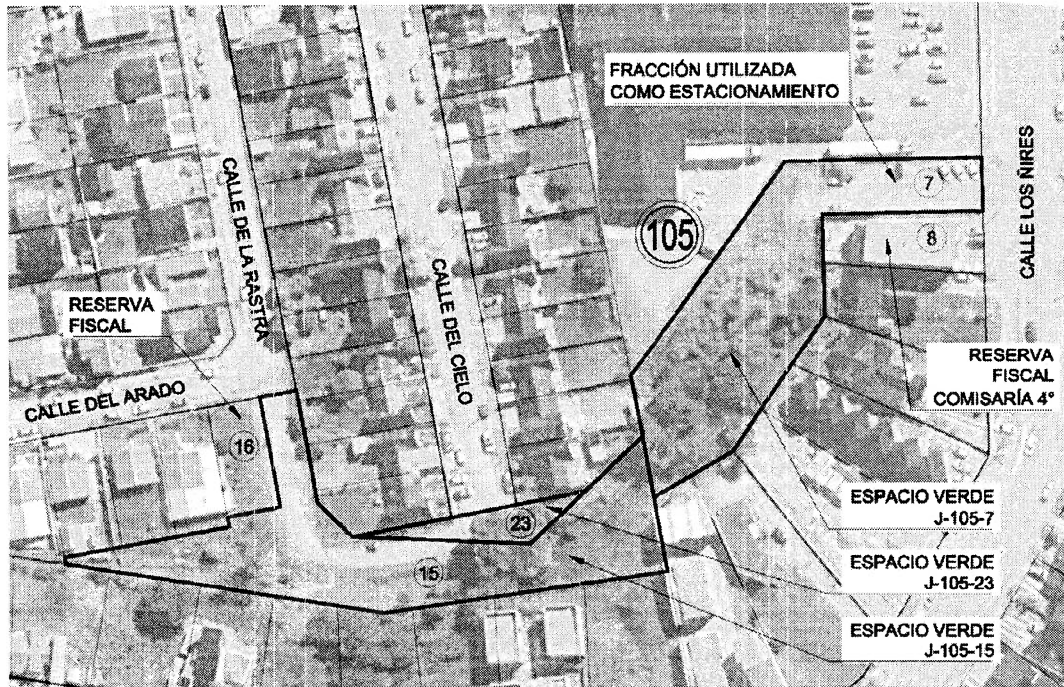 FRACCIÓN UTILIZADA
COMO ESTACIONAMIENTO
7
8
105
CALLE LOS ÑIRES
CALLE DE LA RASTRA
CALLE DEL CIELO
RESERVA
FISCAL
CALLE DEL ARADO
16
RESERVA
FISCAL
COMISARÍA 4°
23
15
ESPACIO VERDE
J-105-7
ESPACIO VERDE
J-105-23
ESPACIO VERDE
J-105-15